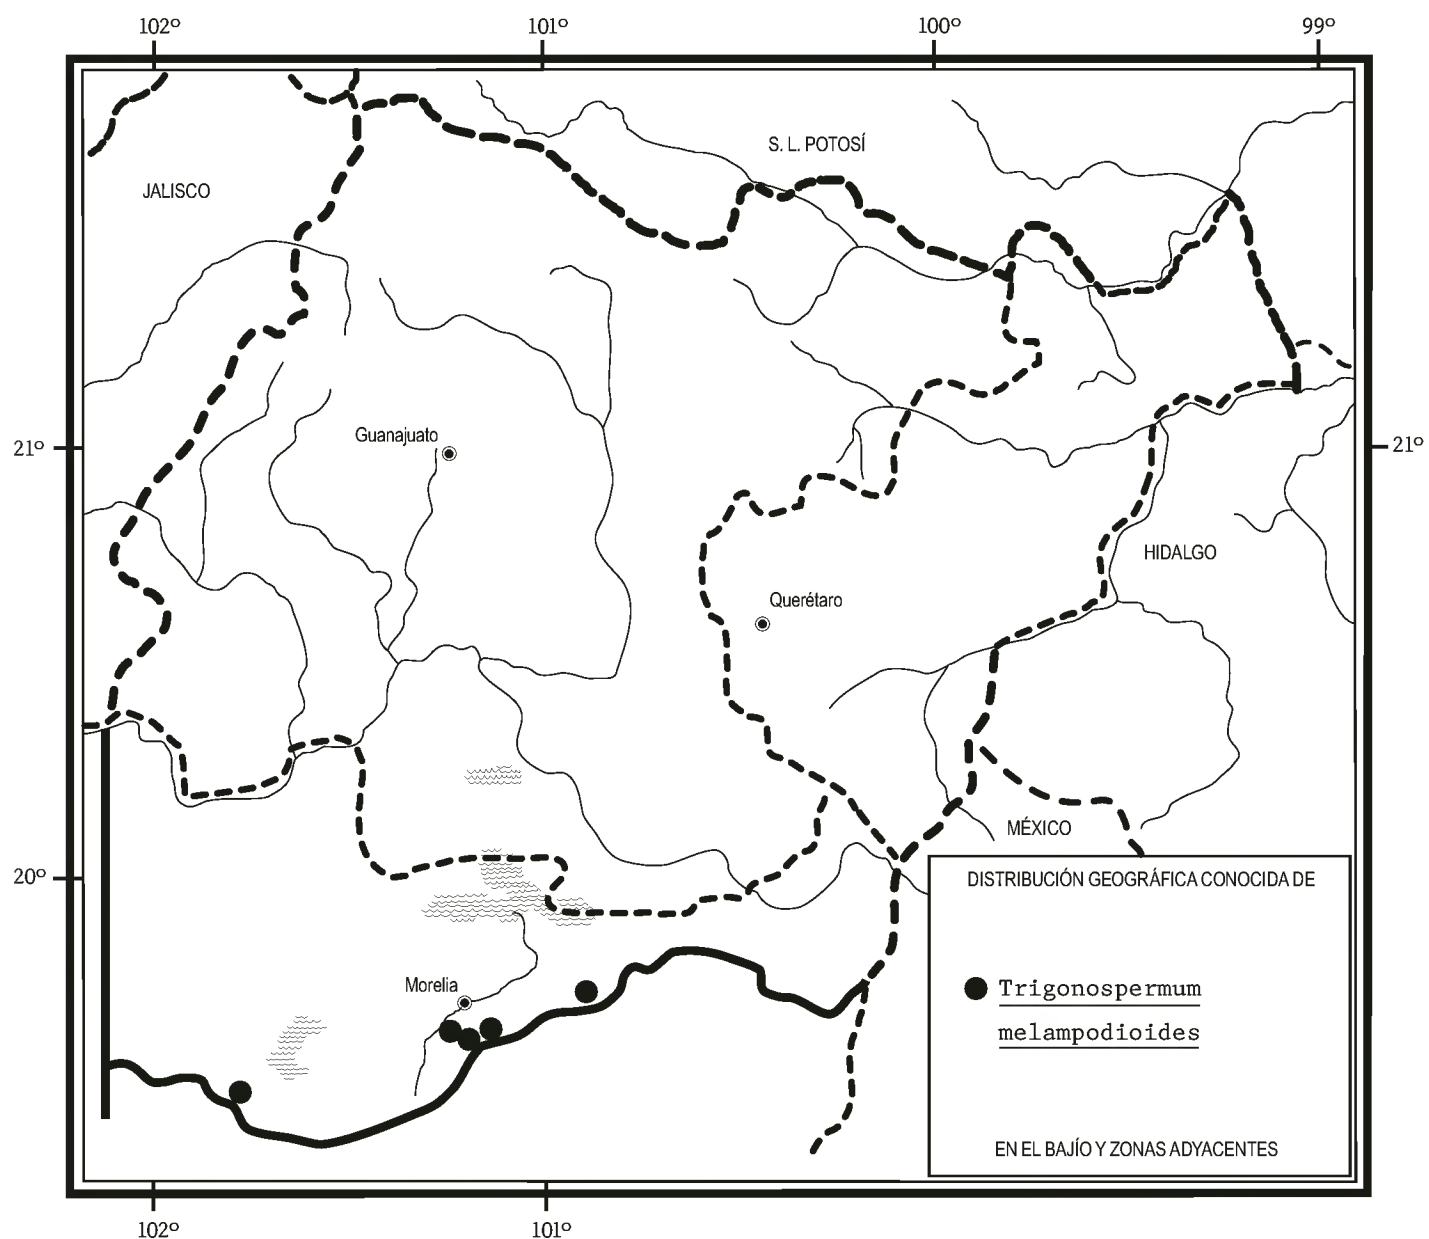 102º 101º 100º 99º
S. L. POTOSÍ
JALISCO
Guanajuato
21º 21º
HIDALGO
Querétaro
MÉXICO
20º
DISTRIBUCIÓN GEOGRÁFICA CONOCIDA DE
Morelia
Trigonospermum
melampodioides
EN EL BAJÍO Y ZONAS ADYACENTES
102º 101º